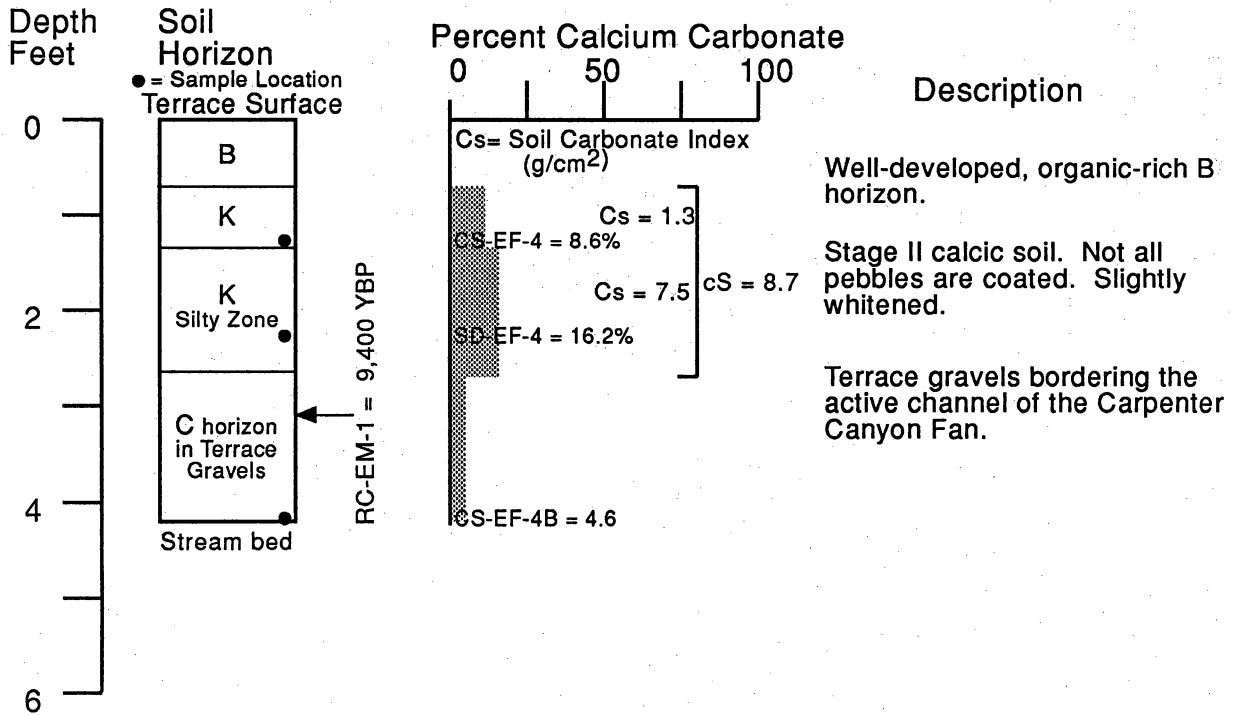 Depth
Feet
Soil
Horizon
● = Sample Location
Terrace Surface
Percent Calcium Carbonate
0 50 100
Description
0
2
4
6
B
K
K
Silty Zone
C horizon
in Terrace
Gravels
Stream bed
RC-EM-1 = 9,400 YBP
Cs= Soil Carbonate Index
(g/cm2)
Cs = 1.3
CS-EF-4 = 8.6%
Cs = 7.5
cS = 8.7
SD-EF-4 = 16.2%
CS-EF-4B = 4.6
Well-developed, organic-rich B
horizon.
Stage II calcic soil. Not all
pebbles are coated. Slightly
whitened.
Terrace gravels bordering the
active channel of the Carpenter
Canyon Fan.